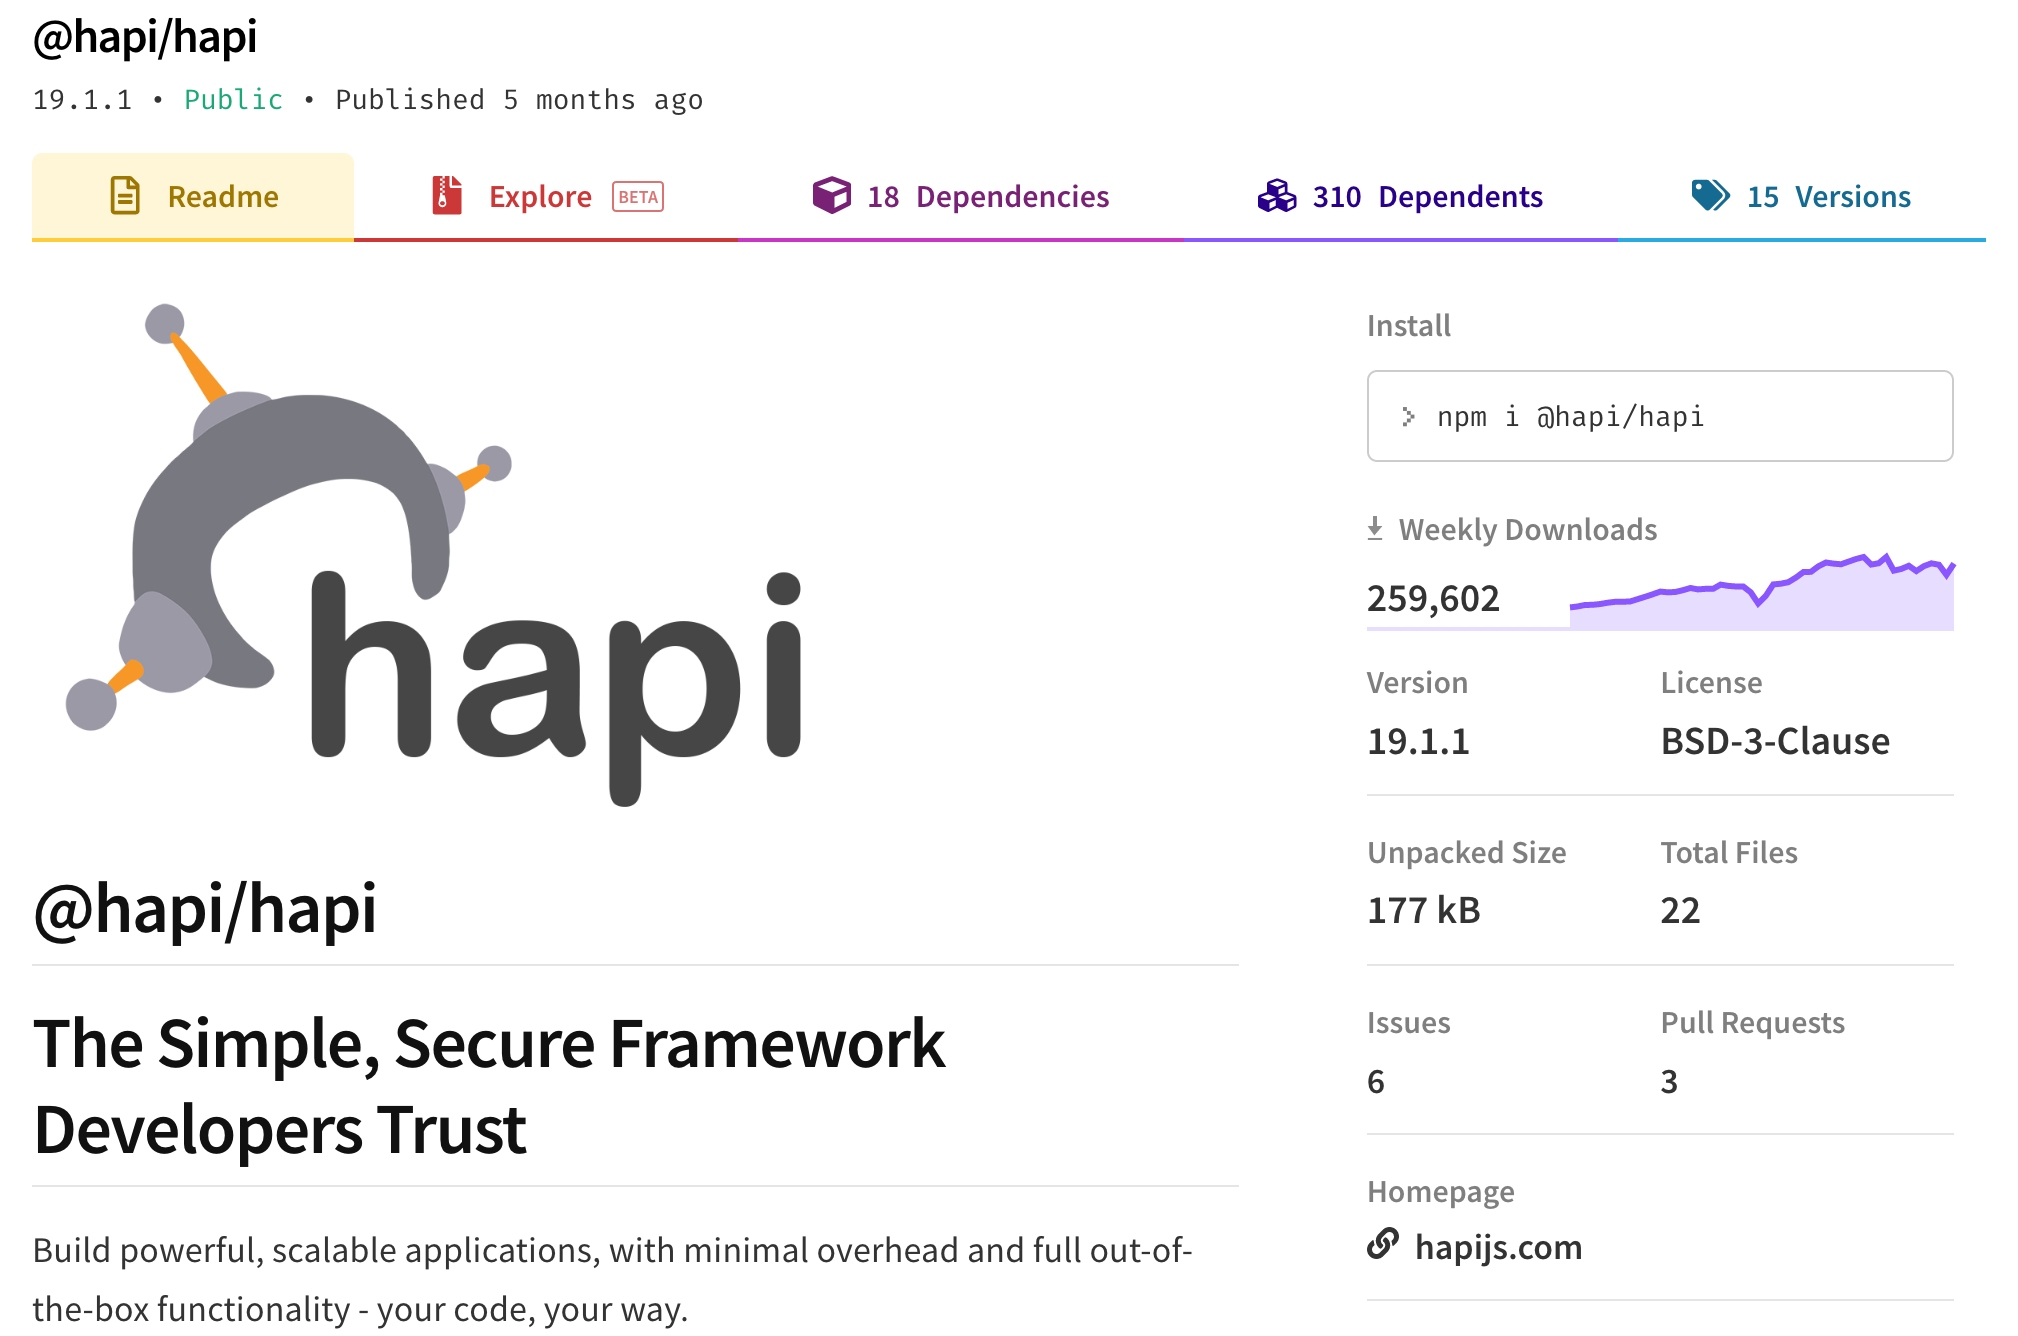 @hapi/hapi
19.1.1 • Public • Published 5 months ago
Readme
Explore BETA
18 Dependencies
310 Dependents
15 Versions
hapi
@hapi/hapi
The Simple, Secure Framework
Developers Trust
Build powerful, scalable applications, with minimal overhead and full out-of-
the-box functionality - your code, your way.
Install
> npm i @hapi/hapi
Weekly Downloads
259,602
Version
19.1.1
License
BSD-3-Clause
Unpacked Size
177 kB
Total Files
22
Issues
6
Pull Requests
3
Homepage
hapijs.com